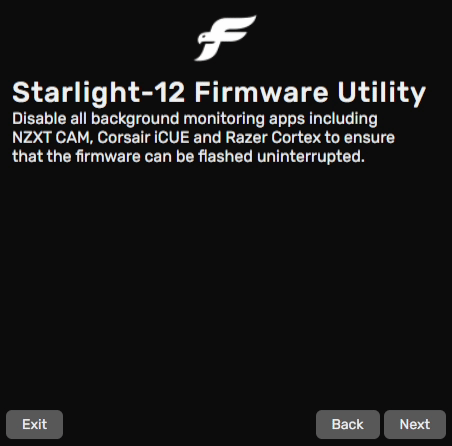 Starlight-12 Firmware Utility
Disable all background monitoring apps including
NZXT CAM, Corsair iCUE and Razer Cortex to ensure
that the firmware can be flashed uninterrupted.
Exit
Back
Next